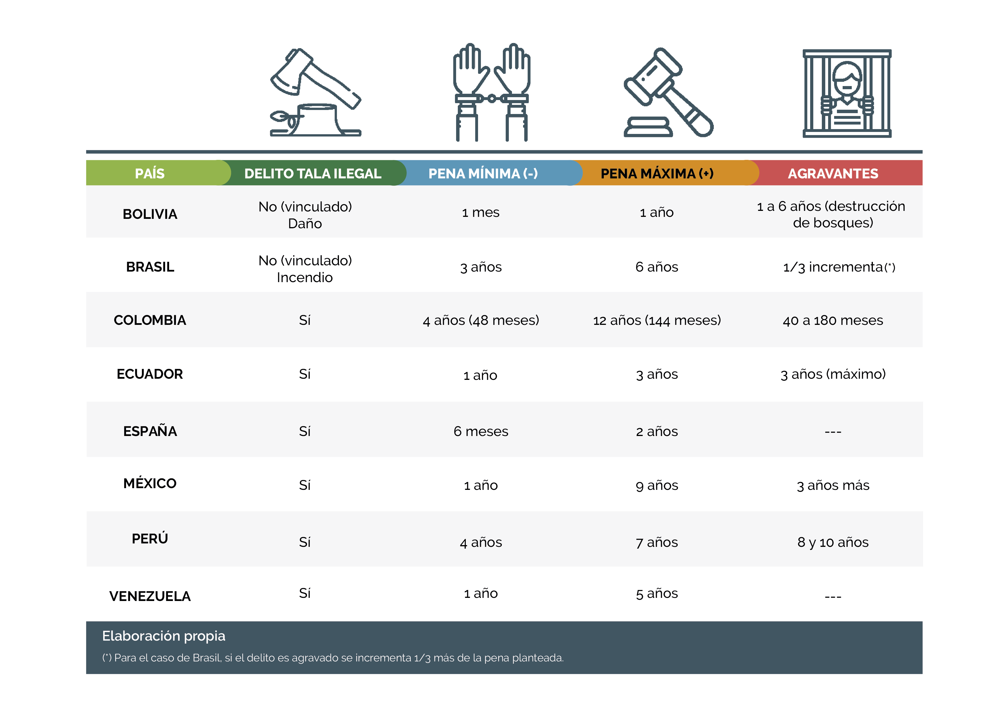 PAÍS DELITO TALA ILEGAL PENA MÍNIMA (-) PENA MÁXIMA (+) AGRAVANTES
BOLIVIA No (vinculado) Daño 1 mes 1 año 1 a 6 años (destrucción de bosques)
BRASIL No (vinculado) Incendio 3 años 6 años 1/3 incrementa(*)
COLOMBIA Sí 4 años (48 meses) 12 años (144 meses) 40 a 180 meses
ECUADOR Sí 1 año 3 años 3 años (máximo)
ESPAÑA Sí 6 meses 2 años ---
MÉXICO Sí 1 año 9 años 3 años más
PERÚ Sí 4 años 7 años 8 y 10 años
VENEZUELA Sí 1 año 5 años ---
Elaboración propia
(*) Para el caso de Brasil, si el delito es agravado se incrementa 1/3 más de la pena planteada.